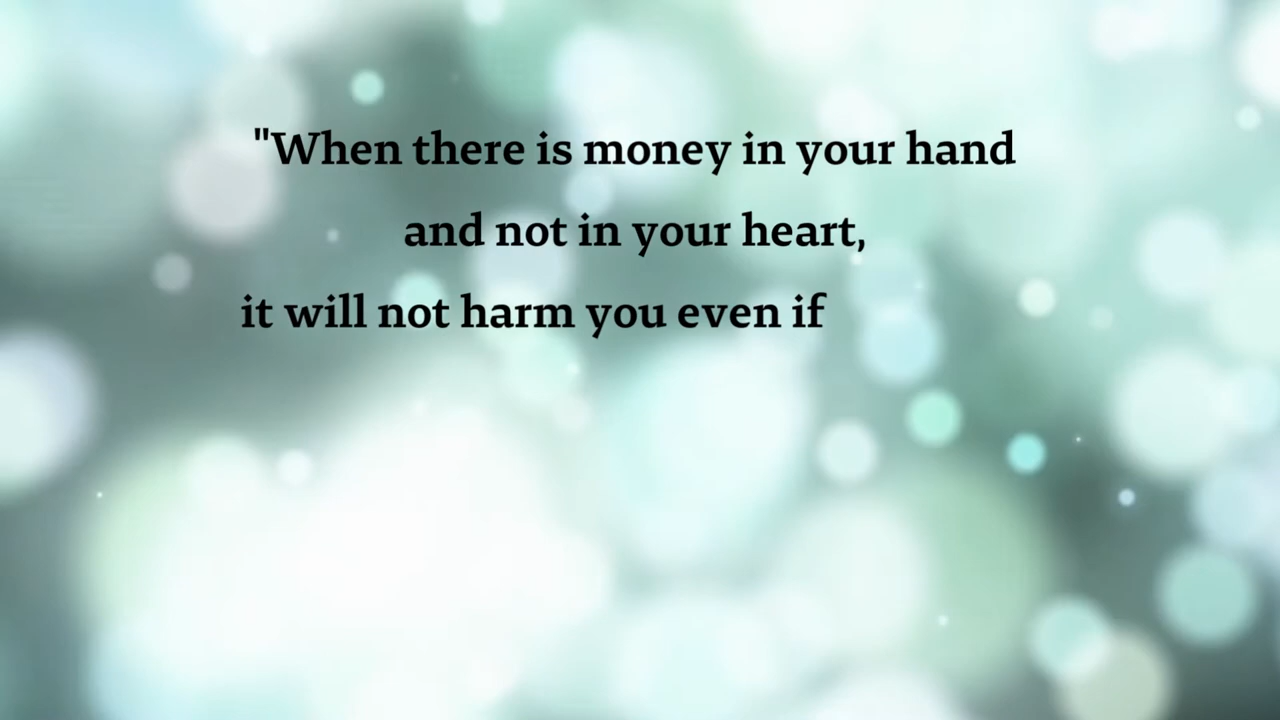 "When there is money in your hand
and not in your heart,
it will not harm you even if